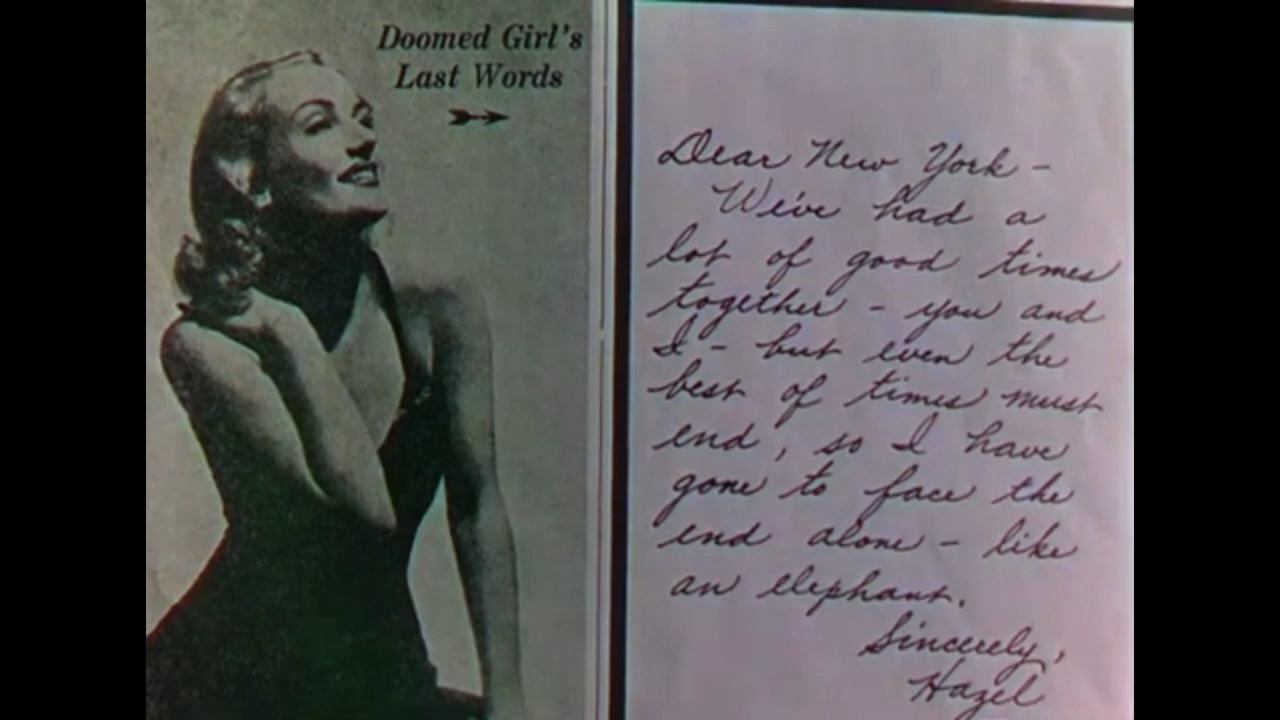 Doomed Girl's
Last Words
Dear New York -
We've had a
lot of good times
together - you and
I - but even the
best of times must
end, so I have
gone to face the
end alone - like
an elephant.
Sincerely,
Hazel